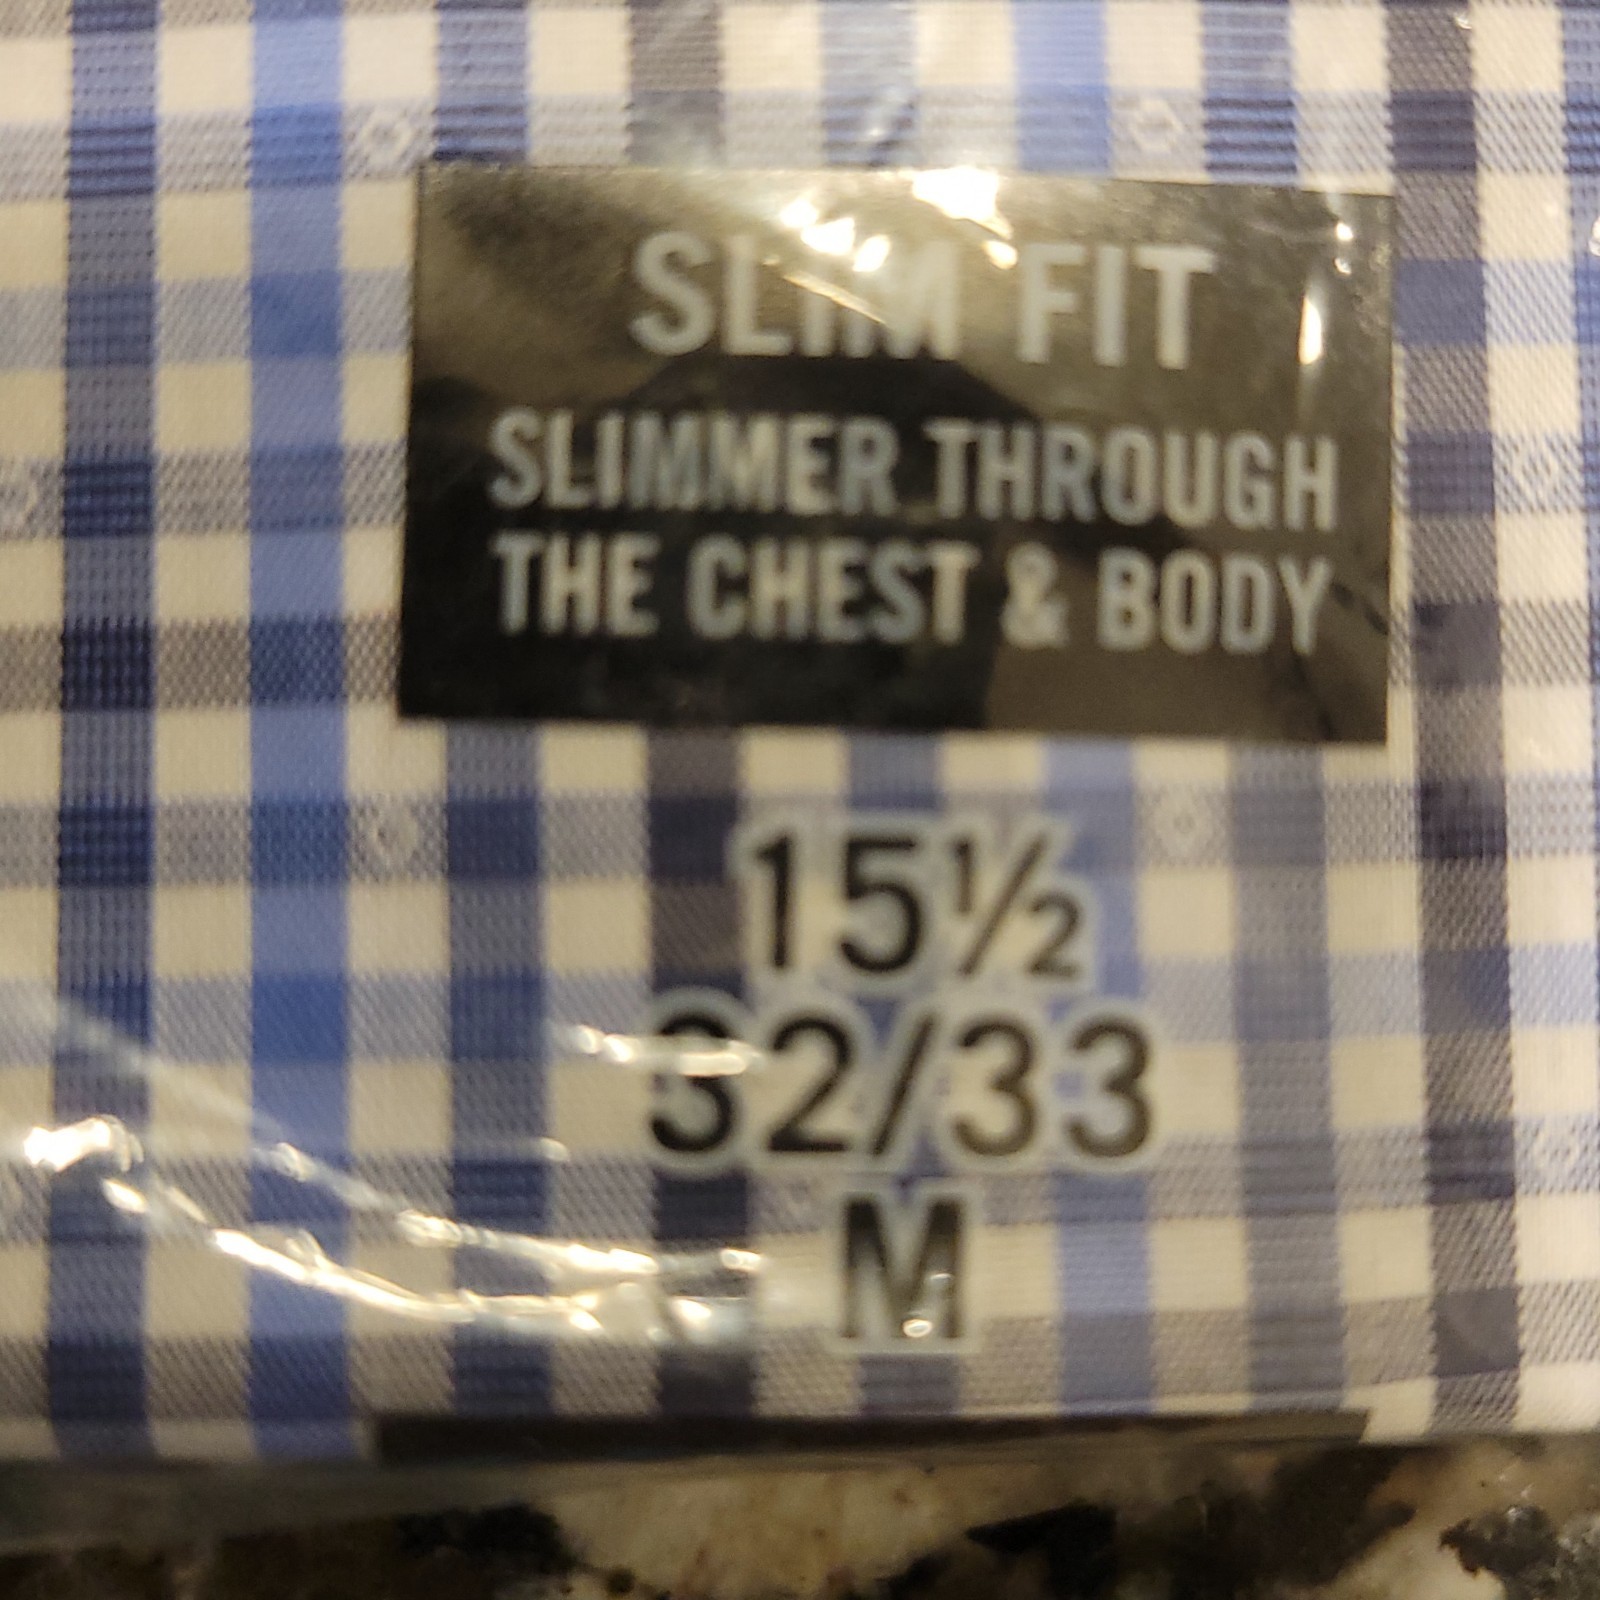 SLIM FIT
SLIMMER THROUGH
THE CHEST & BODY
15½
32/33
M